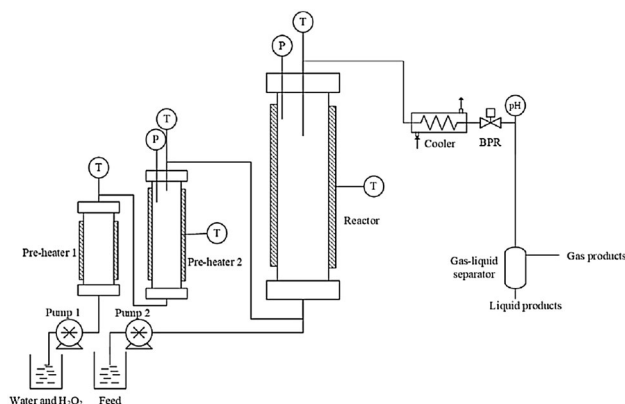 T
P
pH
T
P
Cooler
BPR
T
T
Reactor
T
Pre-heater 1
Pre-heater 2
Gas-liquid
separator
Gas products
Liquid products
Pump 1
Pump 2
Water and H₂O₂
Feed